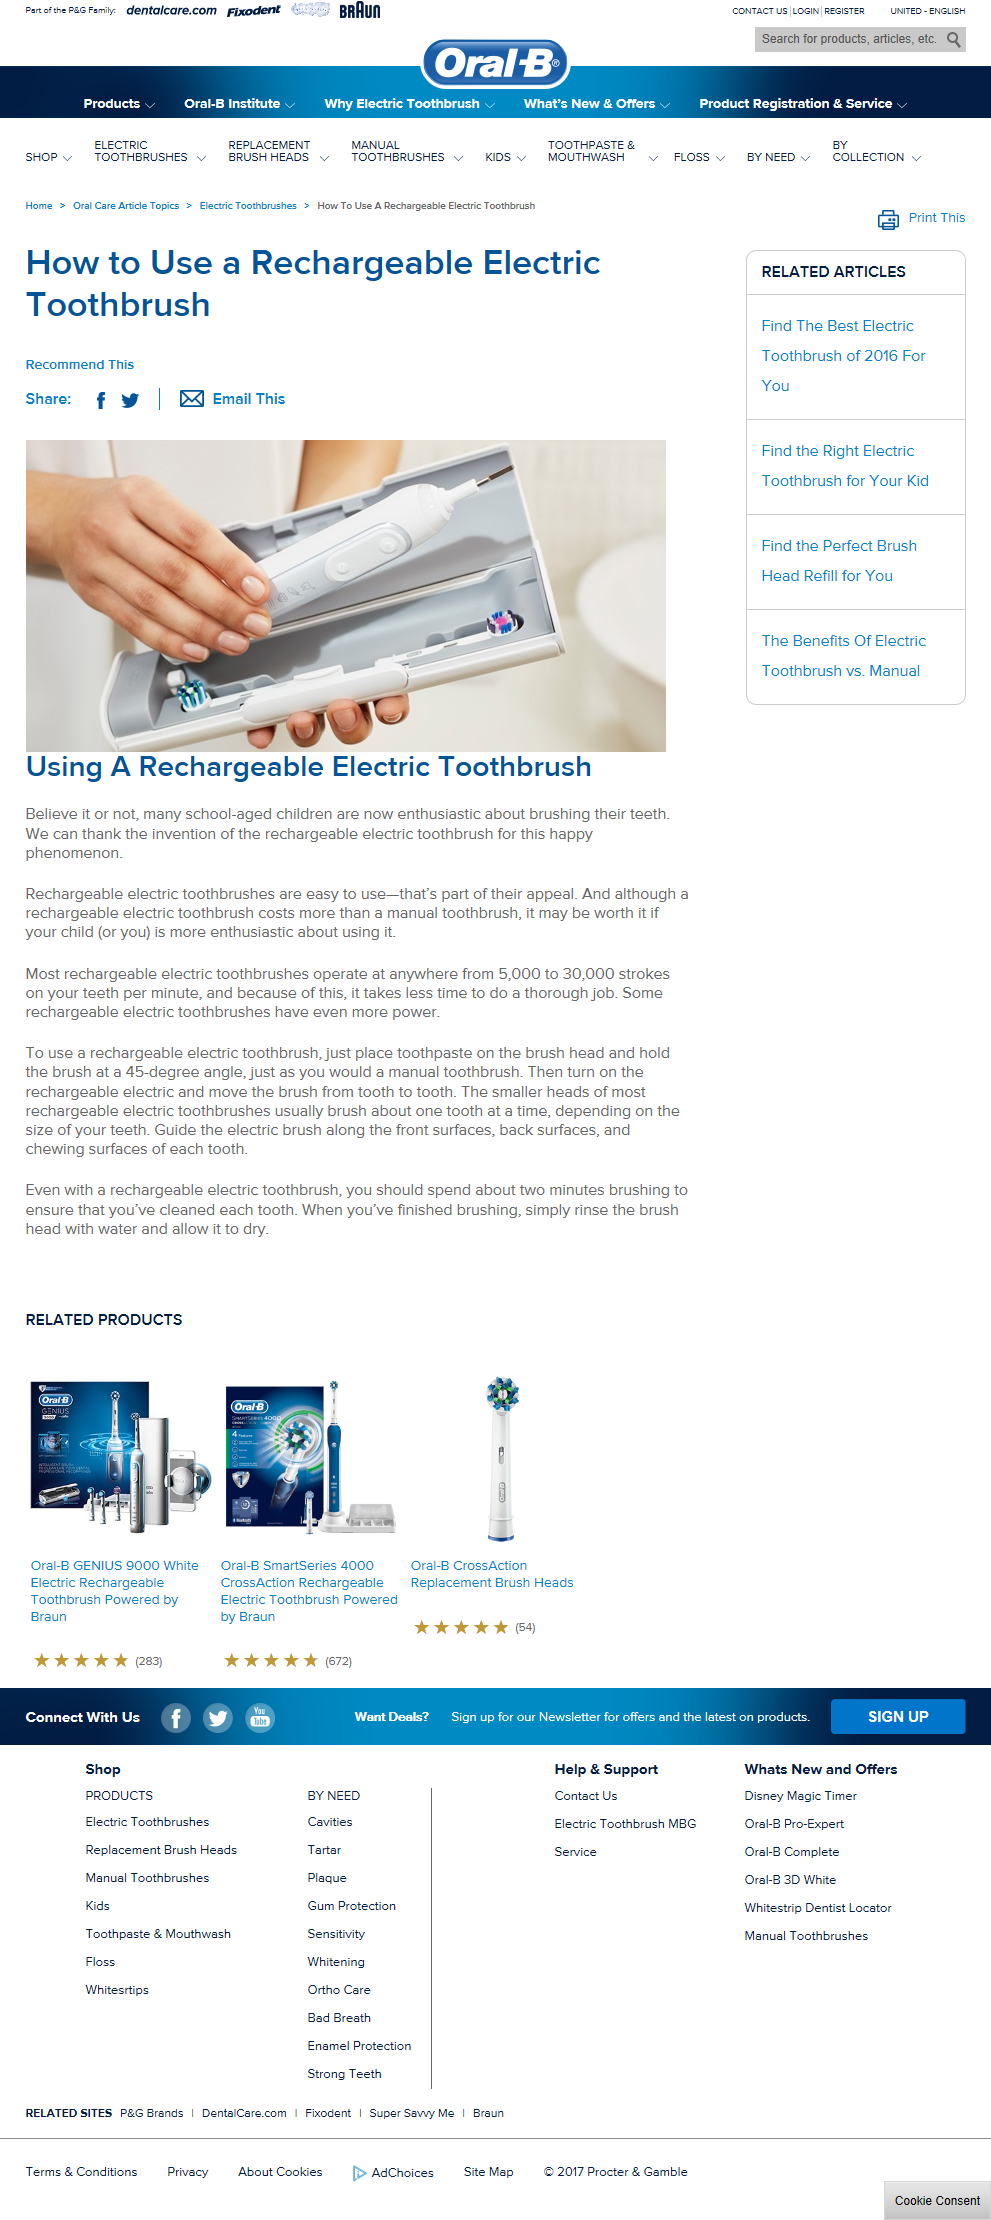 Part of the P&G Family: dentalcare.com Fixodent BRAUN
CONTACT US | LOGIN | REGISTER UNITED - ENGLISH
Search for products, articles, etc.
Oral-B®
Products Oral-B Institute Why Electric Toothbrush What's New & Offers Product Registration & Service
SHOP
ELECTRIC
TOOTHBRUSHES
REPLACEMENT
BRUSH HEADS
MANUAL
TOOTHBRUSHES
KIDS
TOOTHPASTE &
MOUTHWASH
FLOSS
BY NEED
BY
COLLECTION
Home > Oral Care Article Topics > Electric Toothbrushes > How To Use A Rechargeable Electric Toothbrush
Print This
How to Use a Rechargeable Electric
Toothbrush
Recommend This
Share:
Email This
RELATED ARTICLES
Find The Best Electric
Toothbrush of 2016 For
You
Find the Right Electric
Toothbrush for Your Kid
Find the Perfect Brush
Head Refill for You
The Benefits Of Electric
Toothbrush vs. Manual
Using A Rechargeable Electric Toothbrush
Believe it or not, many school-aged children are now enthusiastic about brushing their teeth.
We can thank the invention of the rechargeable electric toothbrush for this happy
phenomenon.
Rechargeable electric toothbrushes are easy to use—that's part of their appeal. And although a
rechargeable electric toothbrush costs more than a manual toothbrush, it may be worth it if
your child (or you) is more enthusiastic about using it.
Most rechargeable electric toothbrushes operate at anywhere from 5,000 to 30,000 strokes
on your teeth per minute, and because of this, it takes less time to do a thorough job. Some
rechargeable electric toothbrushes have even more power.
To use a rechargeable electric toothbrush, just place toothpaste on the brush head and hold
the brush at a 45-degree angle, just as you would a manual toothbrush. Then turn on the
rechargeable electric and move the brush from tooth to tooth. The smaller heads of most
rechargeable electric toothbrushes usually brush about one tooth at a time, depending on the
size of your teeth. Guide the electric brush along the front surfaces, back surfaces, and
chewing surfaces of each tooth.
Even with a rechargeable electric toothbrush, you should spend about two minutes brushing to
ensure that you've cleaned each tooth. When you've finished brushing, simply rinse the brush
head with water and allow it to dry.
RELATED PRODUCTS
Oral-B
GENIUS
Oral-B
SMARTSERIES 4000
Oral-B GENIUS 9000 White
Electric Rechargeable
Toothbrush Powered by
Braun
(283)
Oral-B SmartSeries 4000
CrossAction Rechargeable
Electric Toothbrush Powered
by Braun
(672)
Oral-B CrossAction
Replacement Brush Heads
(54)
Connect With Us
You
Tube
Want Deals? Sign up for our Newsletter for offers and the latest on products.
SIGN UP
Shop
PRODUCTS
Electric Toothbrushes
Replacement Brush Heads
Manual Toothbrushes
Kids
Toothpaste & Mouthwash
Floss
Whitesrtips
BY NEED
Cavities
Tartar
Plaque
Gum Protection
Sensitivity
Whitening
Ortho Care
Bad Breath
Enamel Protection
Strong Teeth
Help & Support
Contact Us
Electric Toothbrush MBG
Service
Whats New and Offers
Disney Magic Timer
Oral-B Pro-Expert
Oral-B Complete
Oral-B 3D White
Whitestrip Dentist Locator
Manual Toothbrushes
RELATED SITES P&G Brands | DentalCare.com | Fixodent | Super Savvy Me | Braun
Terms & Conditions Privacy About Cookies AdChoices Site Map © 2017 Procter & Gamble
Cookie Consent